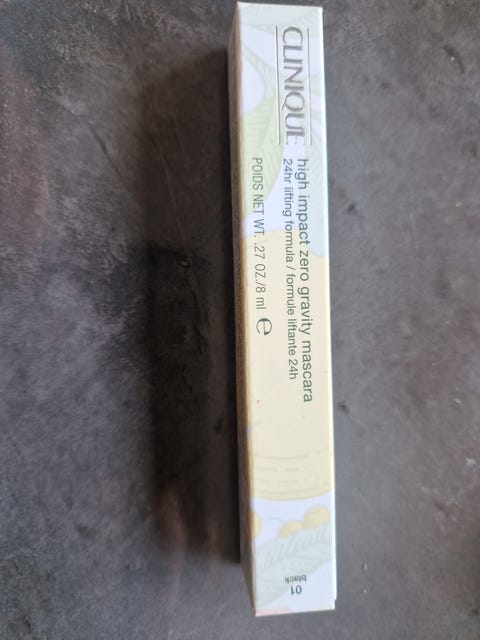 CLINIQUE
high impact zero gravity mascara
24hr lifting formula / formule liftante 24h
POIDS NET WT. .27 OZ./8 ml e
01
black